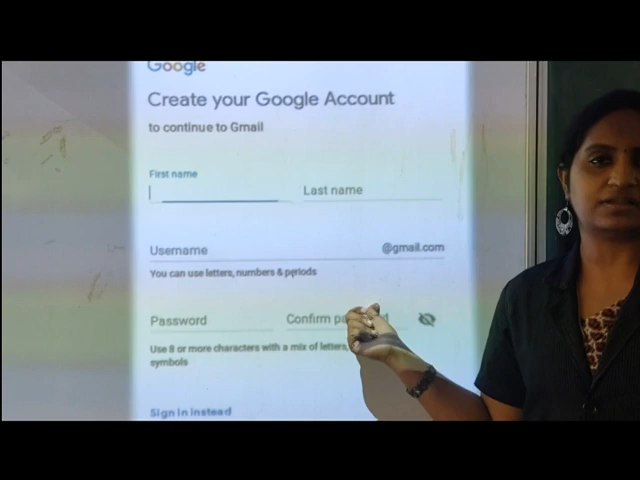 Google
Create your Google Account
to continue to Gmail
First name
Last name
Username @gmail.com
You can use letters, numbers & periods
Password Confirm
Use 8 or more characters with a mix of letters,
symbols
Sign in instead